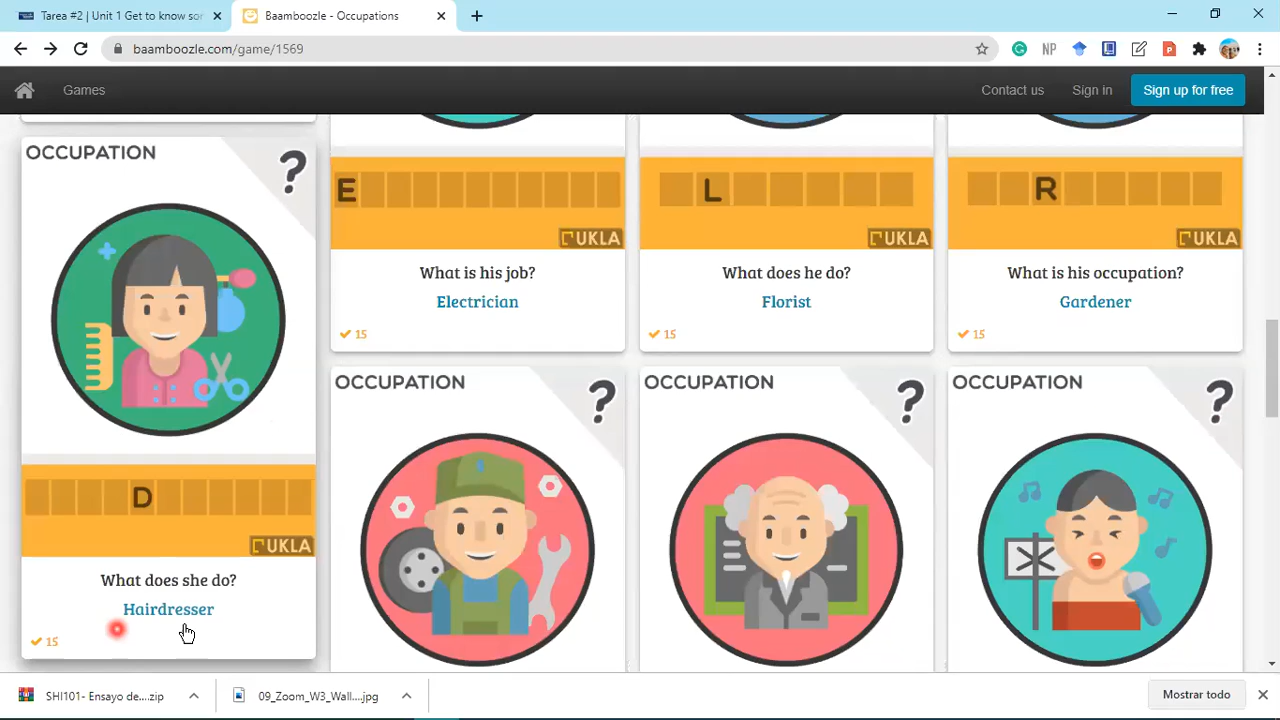 Tarea #2 | Unit 1 Get to know so
Baamboozle - Occupations
baamboozle.com/game/1569
NP
Games
Contact us
Sign in
Sign up for free
OCCUPATION
?
D
UKLA
What does she do?
Hairdresser
15
E
UKLA
What is his job?
Electrician
15
L
UKLA
What does he do?
Florist
15
R
UKLA
What is his occupation?
Gardener
15
OCCUPATION
?
OCCUPATION
?
OCCUPATION
?
SHI101- Ensayo de....zip
09_Zoom_W3_Wall....jpg
Mostrar todo